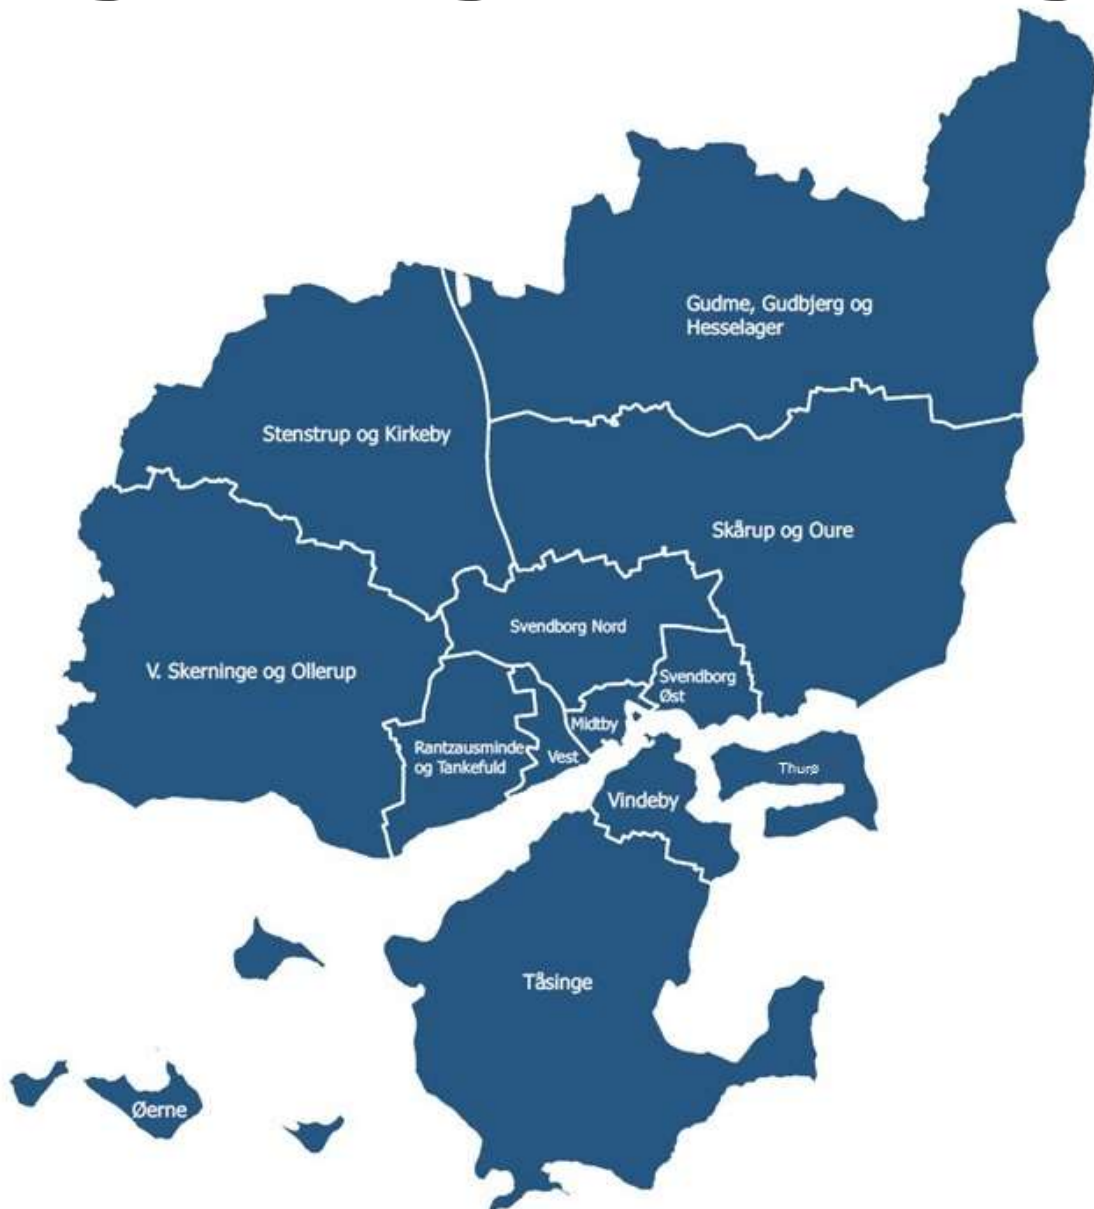 Gudme, Gudbjerg og
Hesselager
Stenstrup og Kirkeby
Skårup og Oure
Svendborg Nord
V. Skerninge og Ollerup
Svendborg
Øst
Midtby
Rantzausminde
og Tankefuld
Vest
Thurø
Vindeby
Tåsinge
Øerne